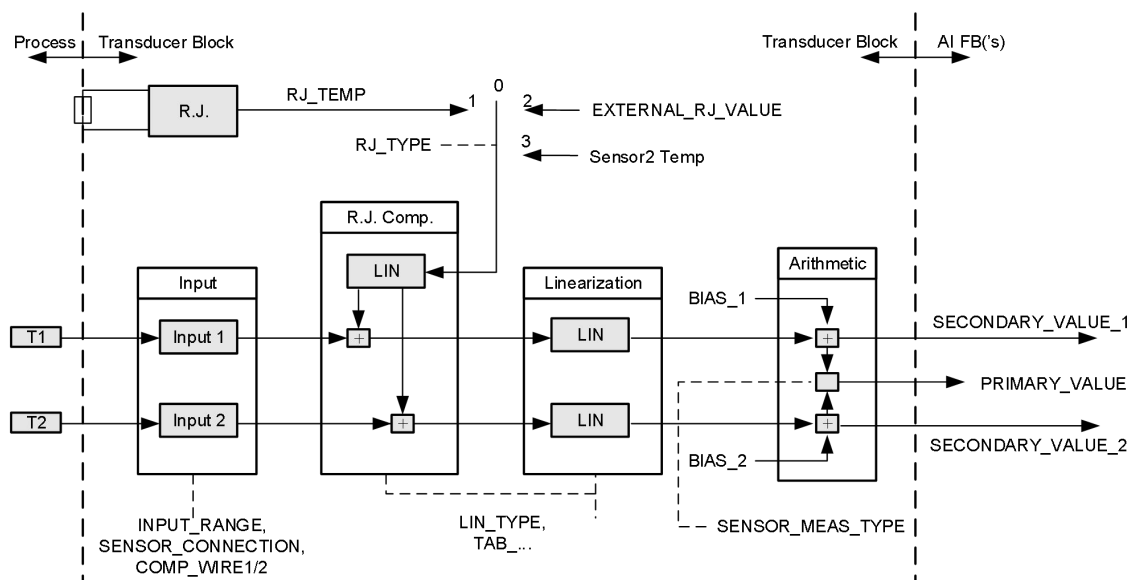 Process
Transducer Block
Transducer Block
AI FB('s)
R.J.
RJ_TEMP
1
0
2
EXTERNAL_RJ_VALUE
RJ_TYPE
3
Sensor2 Temp
R.J. Comp.
LIN
Input
Linearization
Arithmetic
BIAS_1
T1
Input 1
+
LIN
+
SECONDARY_VALUE_1
PRIMARY_VALUE
T2
Input 2
+
LIN
+
SECONDARY_VALUE_2
BIAS_2
INPUT_RANGE,
SENSOR_CONNECTION,
COMP_WIRE1/2
LIN_TYPE,
TAB_...
SENSOR_MEAS_TYPE